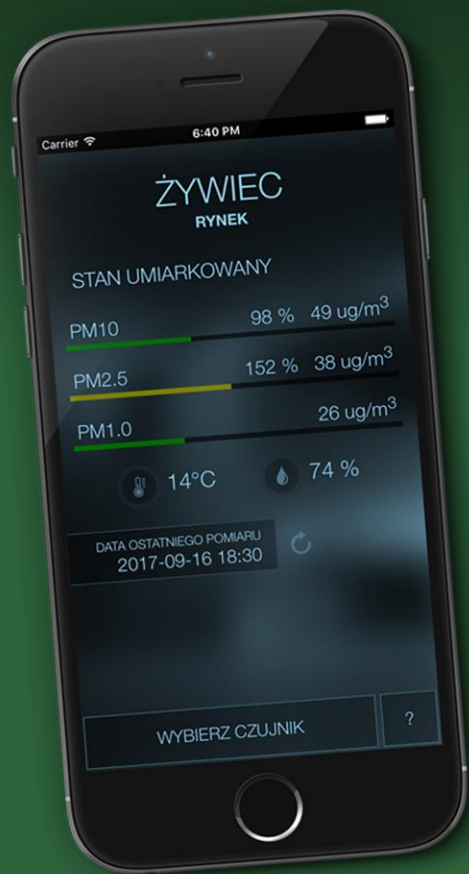 Carrier 6:40 PM
ŻYWIEC
RYNEK
STAN UMIARKOWANY
PM10 98 % 49 ug/m³
PM2.5 152 % 38 ug/m³
PM1.0 26 ug/m³
14°C 74 %
DATA OSTATNIEGO POMIARU
2017-09-16 18:30
WYBIERZ CZUJNIK ?